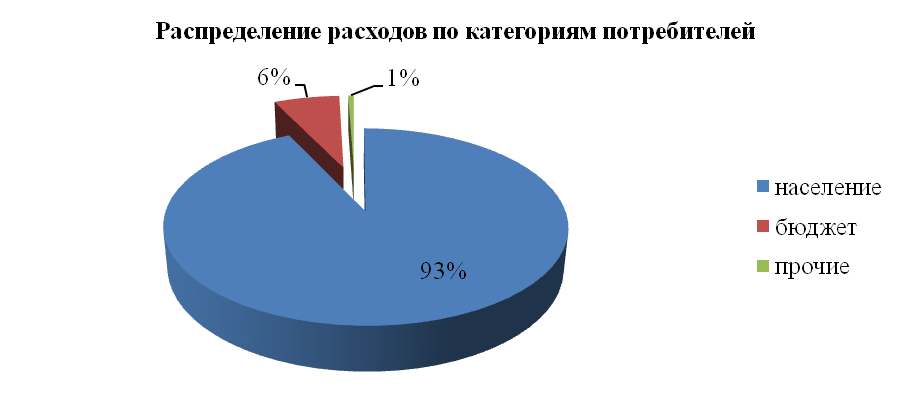 Распределение расходов по категориям потребителей
6%
1%
93%
население
бюджет
прочие